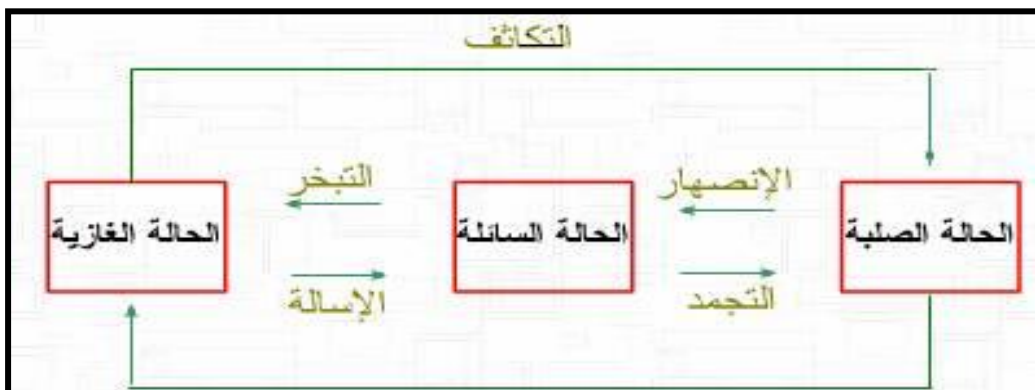 التكاثف
الإنصهار
التبخر
الحالة الصلبة
الحالة السائلة
الحالة الغازية
التجمد
الإسالة